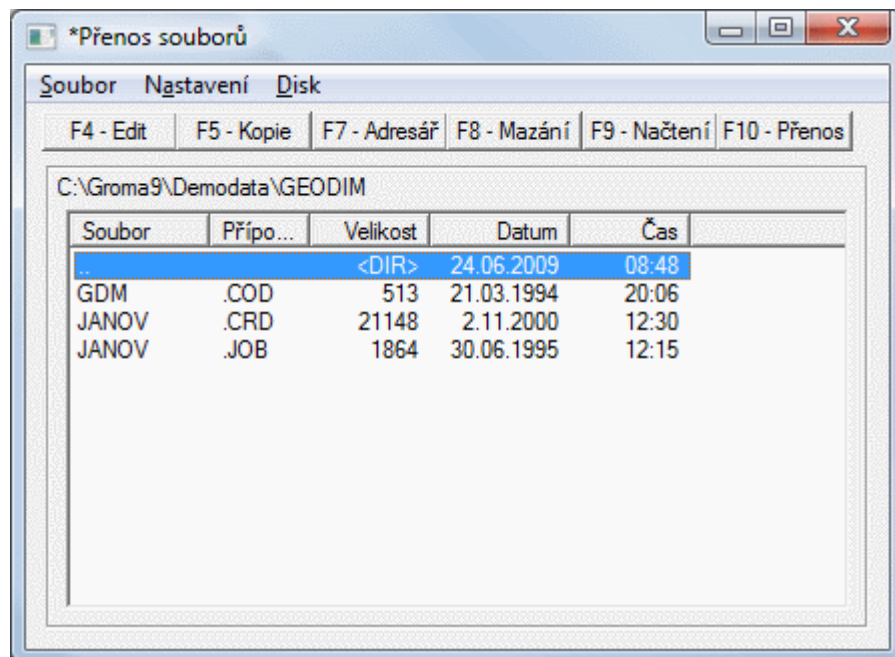 *Přenos souborů
Soubor Nastavení Disk
F4 - Edit F5 - Kopie F7 - Adresář F8 - Mazání F9 - Načtení F10 - Přenos
C:\Groma9\Demodata\GEODIM
Soubor Přípo... Velikost Datum Čas
.. <DIR> 24.06.2009 08:48
GDM .COD 513 21.03.1994 20:06
JANOV .CRD 21148 2.11.2000 12:30
JANOV .JOB 1864 30.06.1995 12:15